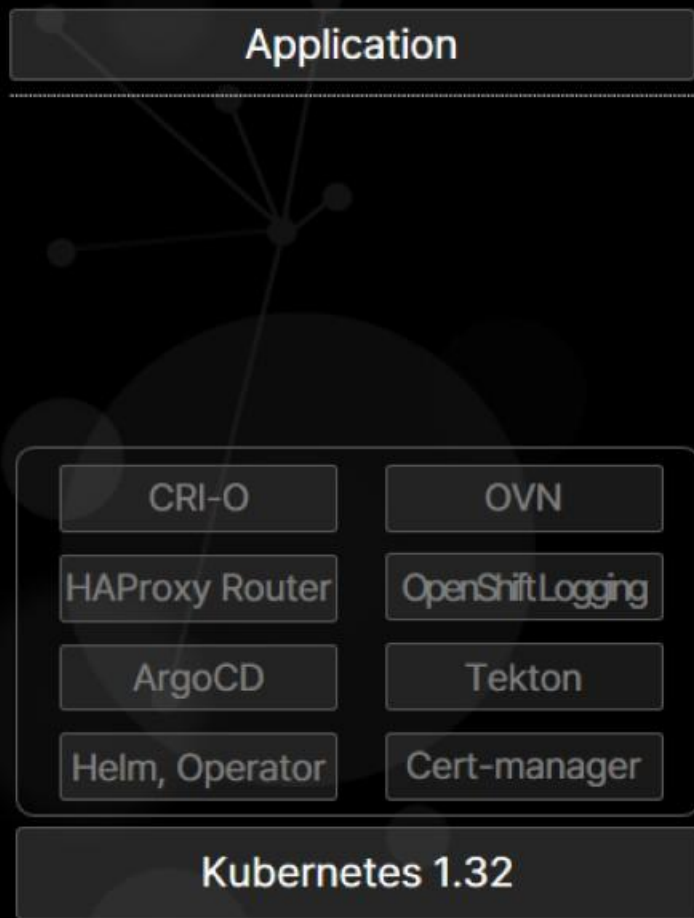 Application
CRI-O
OVN
HAProxy Router
OpenShift Logging
ArgoCD
Tekton
Helm, Operator
Cert-manager
Kubernetes 1.32